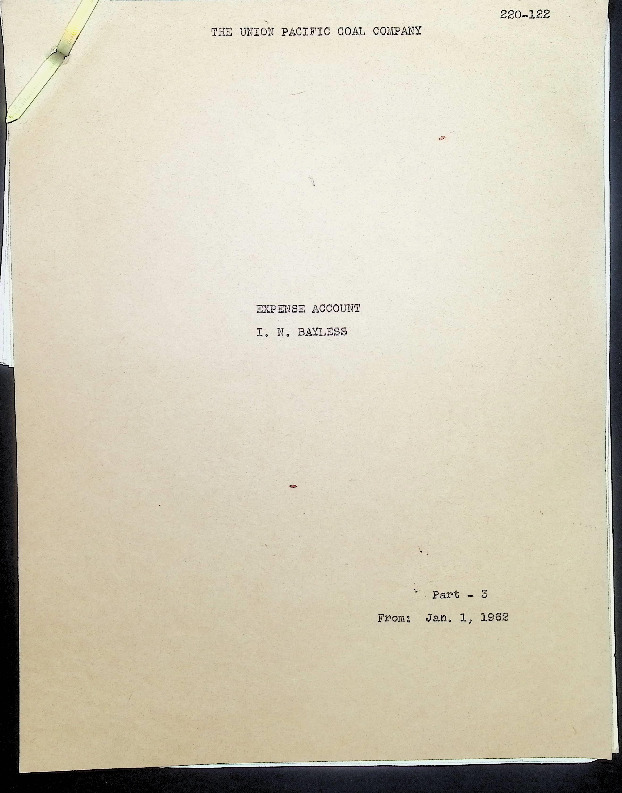 220-122
THE UNION PACIFIC COAL COMPANY
EXPENSE ACCOUNT
I. N. BAYLESS
Part - 3
From: Jan. 1, 1962